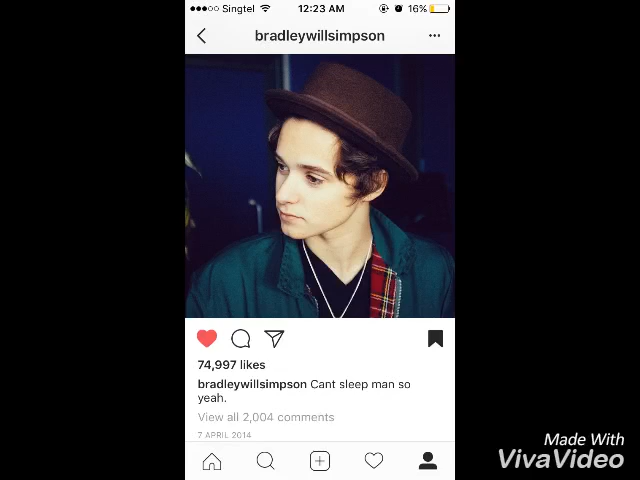 Singtel 12:23 AM 16%
bradleywillsimpson
74,997 likes
bradleywillsimpson Cant sleep man so
yeah.
View all 2,004 comments
7 APRIL 2014
Made With
VivaVideo